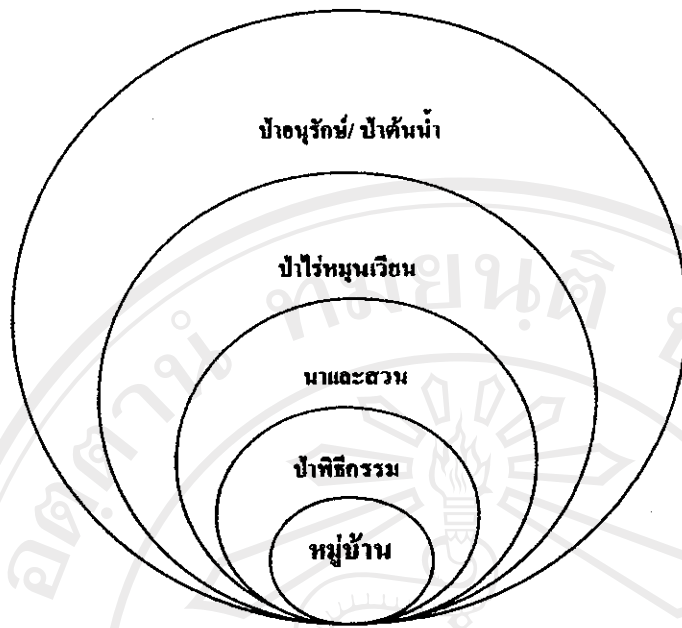 ป่าอนุรักษ์/ ป่าต้นน้ำ
ป่าไร่หมุนเวียน
นาและสวน
ป่าพิธีกรรม
หมู่บ้าน